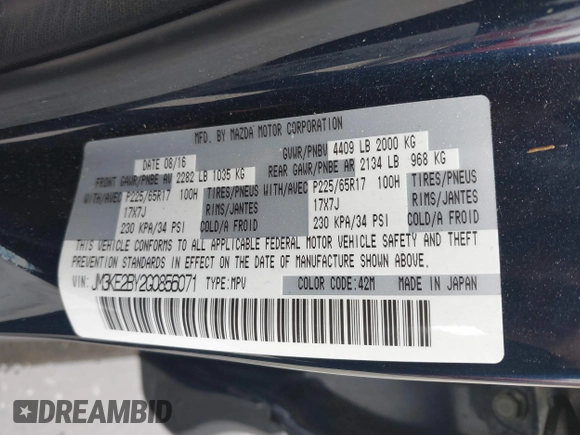 MFD. BY MAZDA MOTOR CORPORATION
DATE 08/16 GVWR/PNBV 4409 LB 2000 KG
FRONT GAWR/PNBE AV 2282 LB 1035 KG REAR GAWR/PNBE AR 2134 LB 968 KG
WITH/AVEC P225/65R17 100H TIRES/PNEUS WITH/AVEC P225/65R17 100H TIRES/PNEUS
17X7J RIMS/JANTES 17X7J RIMS/JANTES
230 KPA/34 PSI COLD/A FROID 230 KPA/34 PSI COLD/A FROID
THIS VEHICLE CONFORMS TO ALL APPLICABLE FEDERAL MOTOR VEHICLE SAFETY AND THEFT
PREVENTION STANDARDS IN EFFECT ON THE DATE OF MANUFACTURE SHOWN ABOVE.
VIN: JM3KE2BY2G0856071 TYPE:MPV COLOR CODE:42M MADE IN JAPAN
DREAMBID